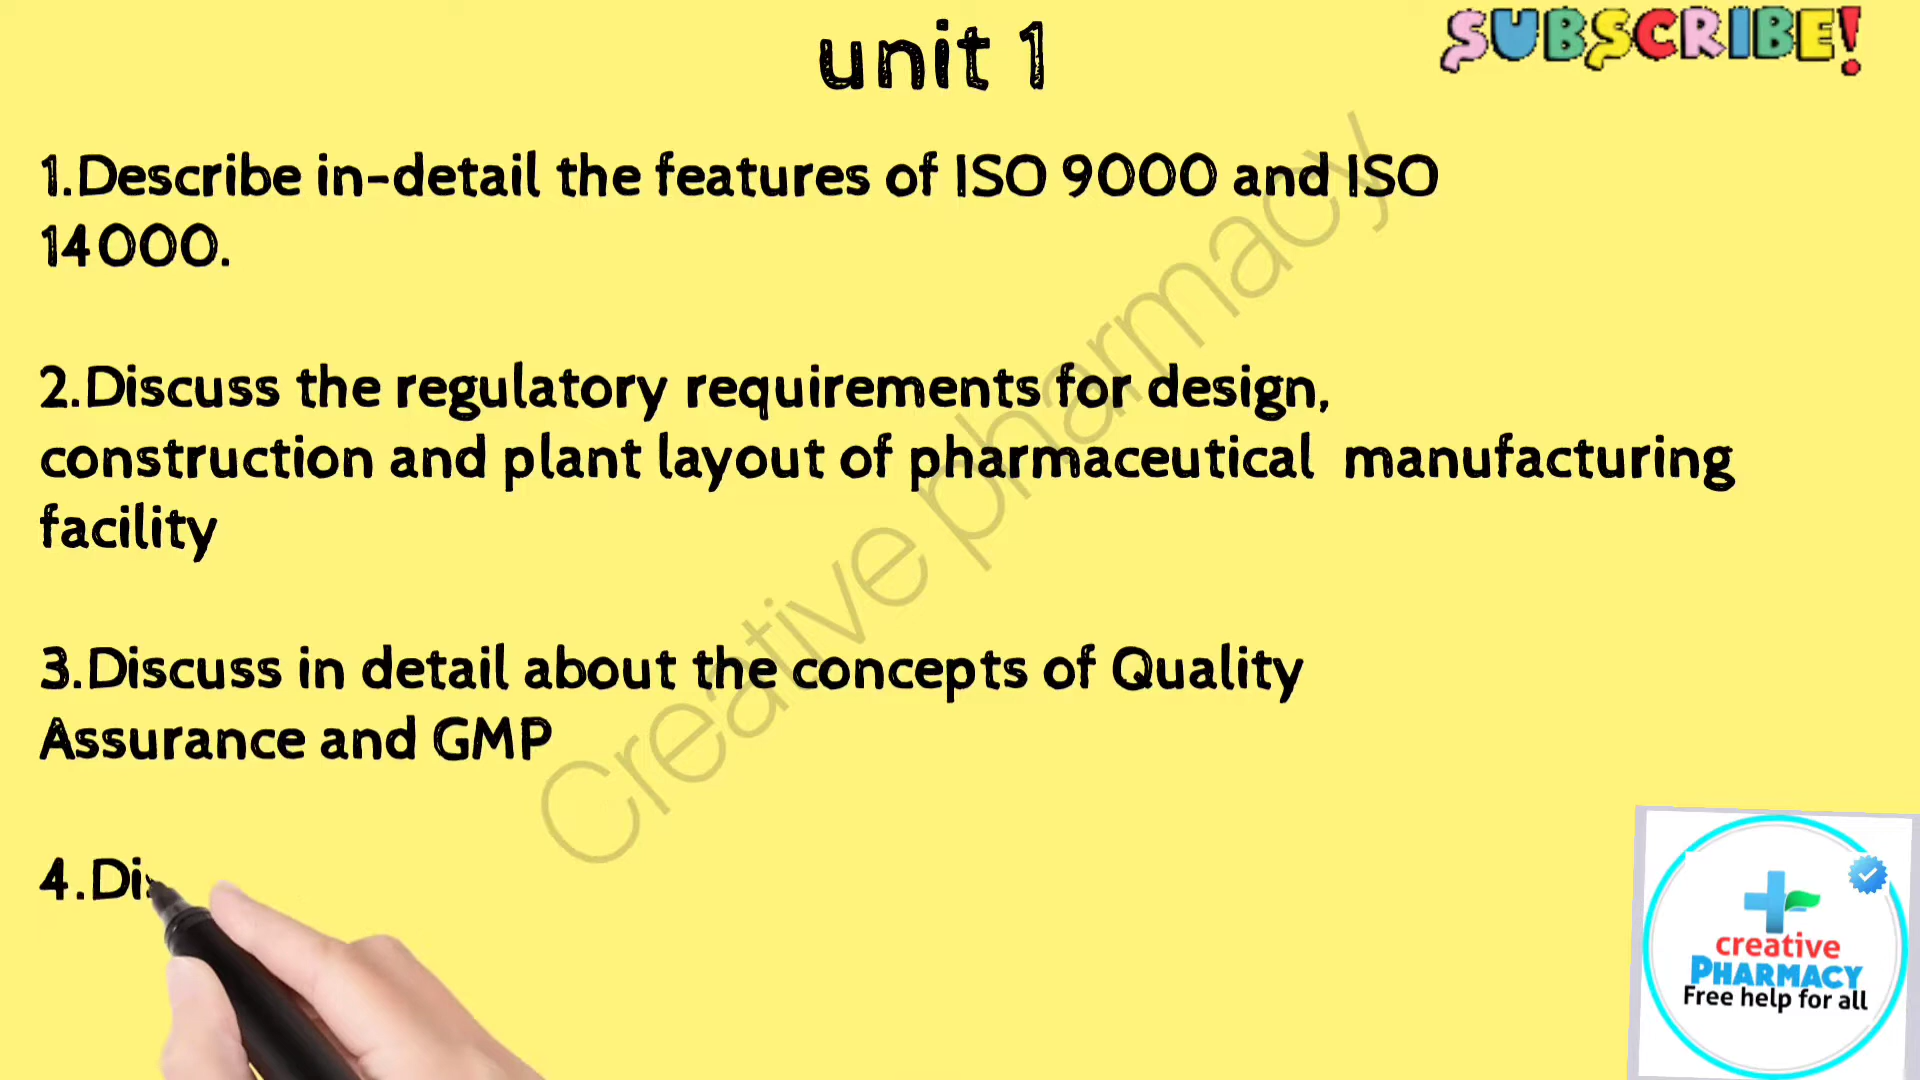 unit 1
SUBSCRIBE!
1.Describe in-detail the features of ISO 9000 and ISO
14000.
2.Discuss the regulatory requirements for design,
construction and plant layout of pharmaceutical manufacturing
facility
3.Discuss in detail about the concepts of Quality
Assurance and GMP
4.Dis
Creative pharmacy
creative
PHARMACY
Free help for all